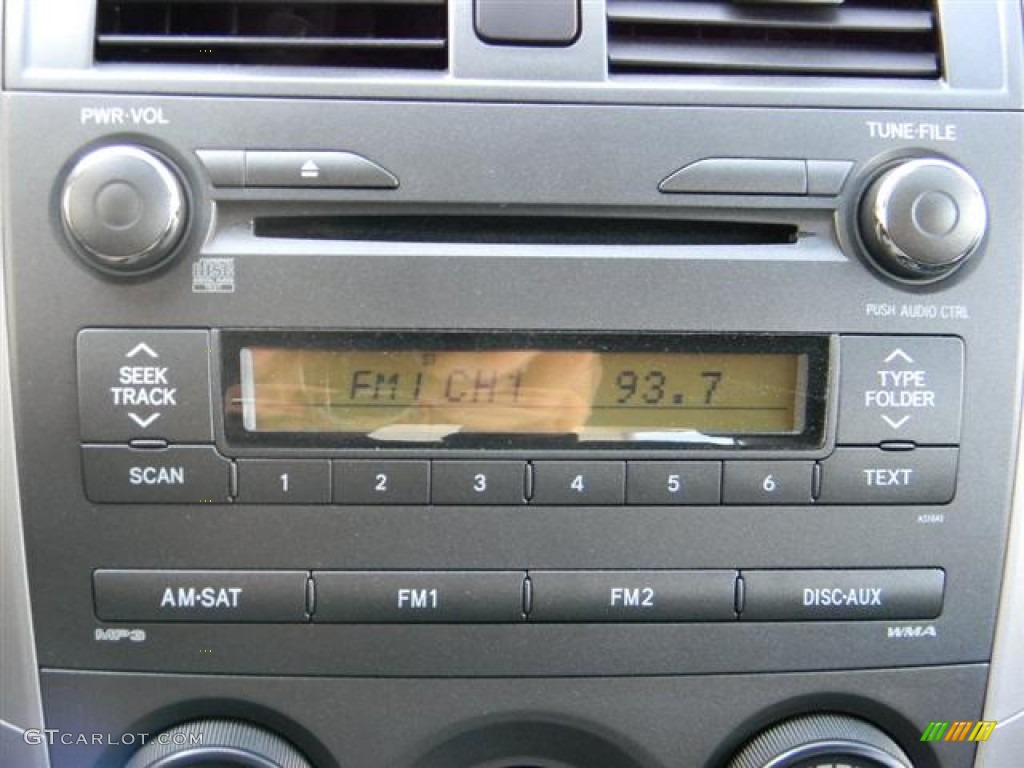 PWR·VOL
TUNE·FILE
PUSH AUDIO CTRL
SEEK
TRACK
FM1 CH1 93.7
TYPE
FOLDER
SCAN
1 2 3 4 5 6
TEXT
AM·SAT
FM1
FM2
DISC·AUX
MP3
WMA
GTCARLOT.COM